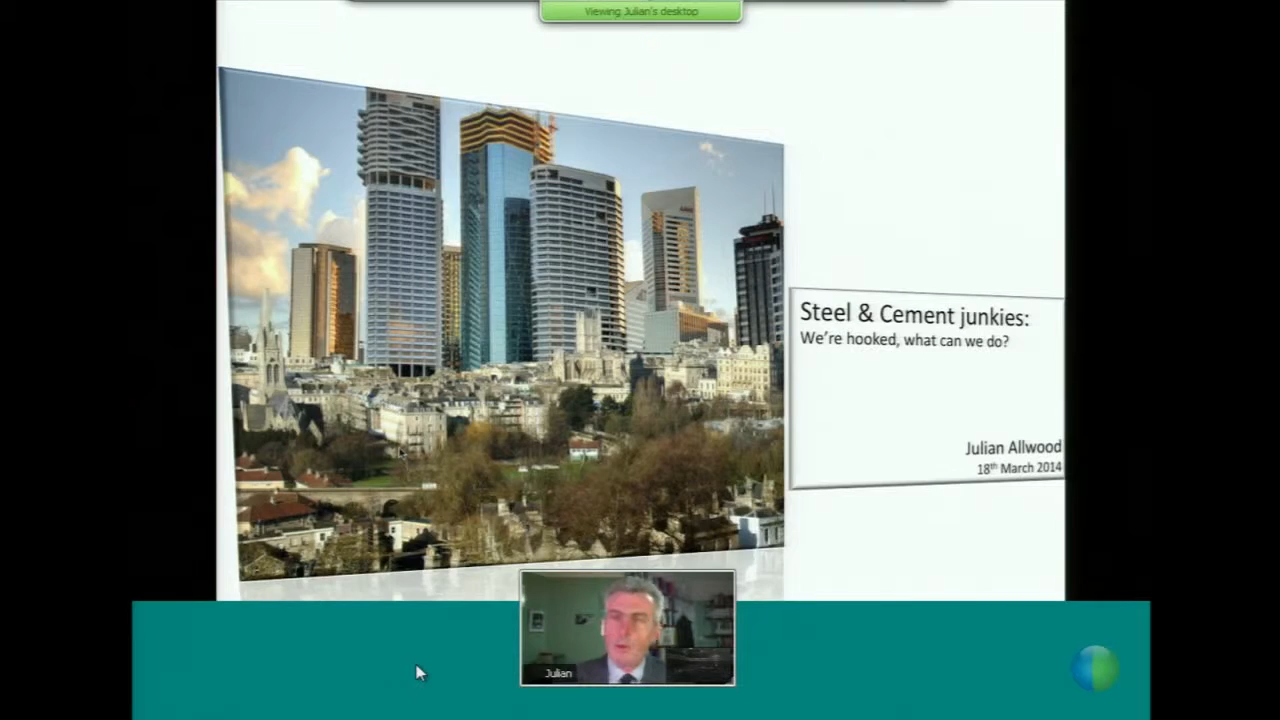 Viewing Julian's desktop
Steel & Cement junkies:
We're hooked, what can we do?
Julian Allwood
18th March 2014
Julian